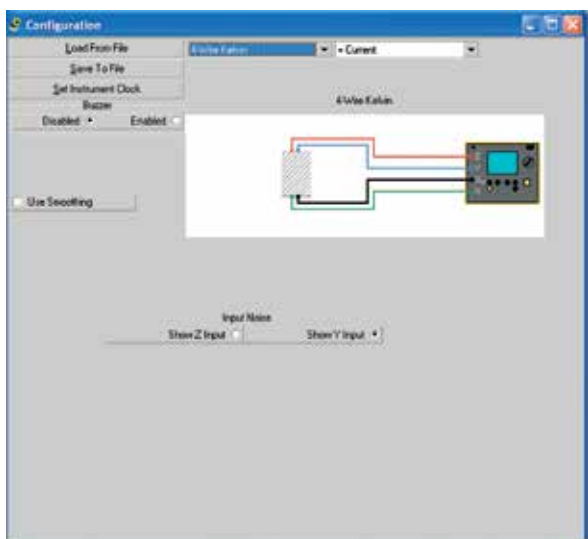 Configuration
Load From File
4-Wire Kelvin
+ Current
Save To File
Set Instrument Clock
Buzzer
4-Wire Kelvin
Disabled
Enabled
Use Smoothing
Input Noise
Show Z Input
Show Y Input